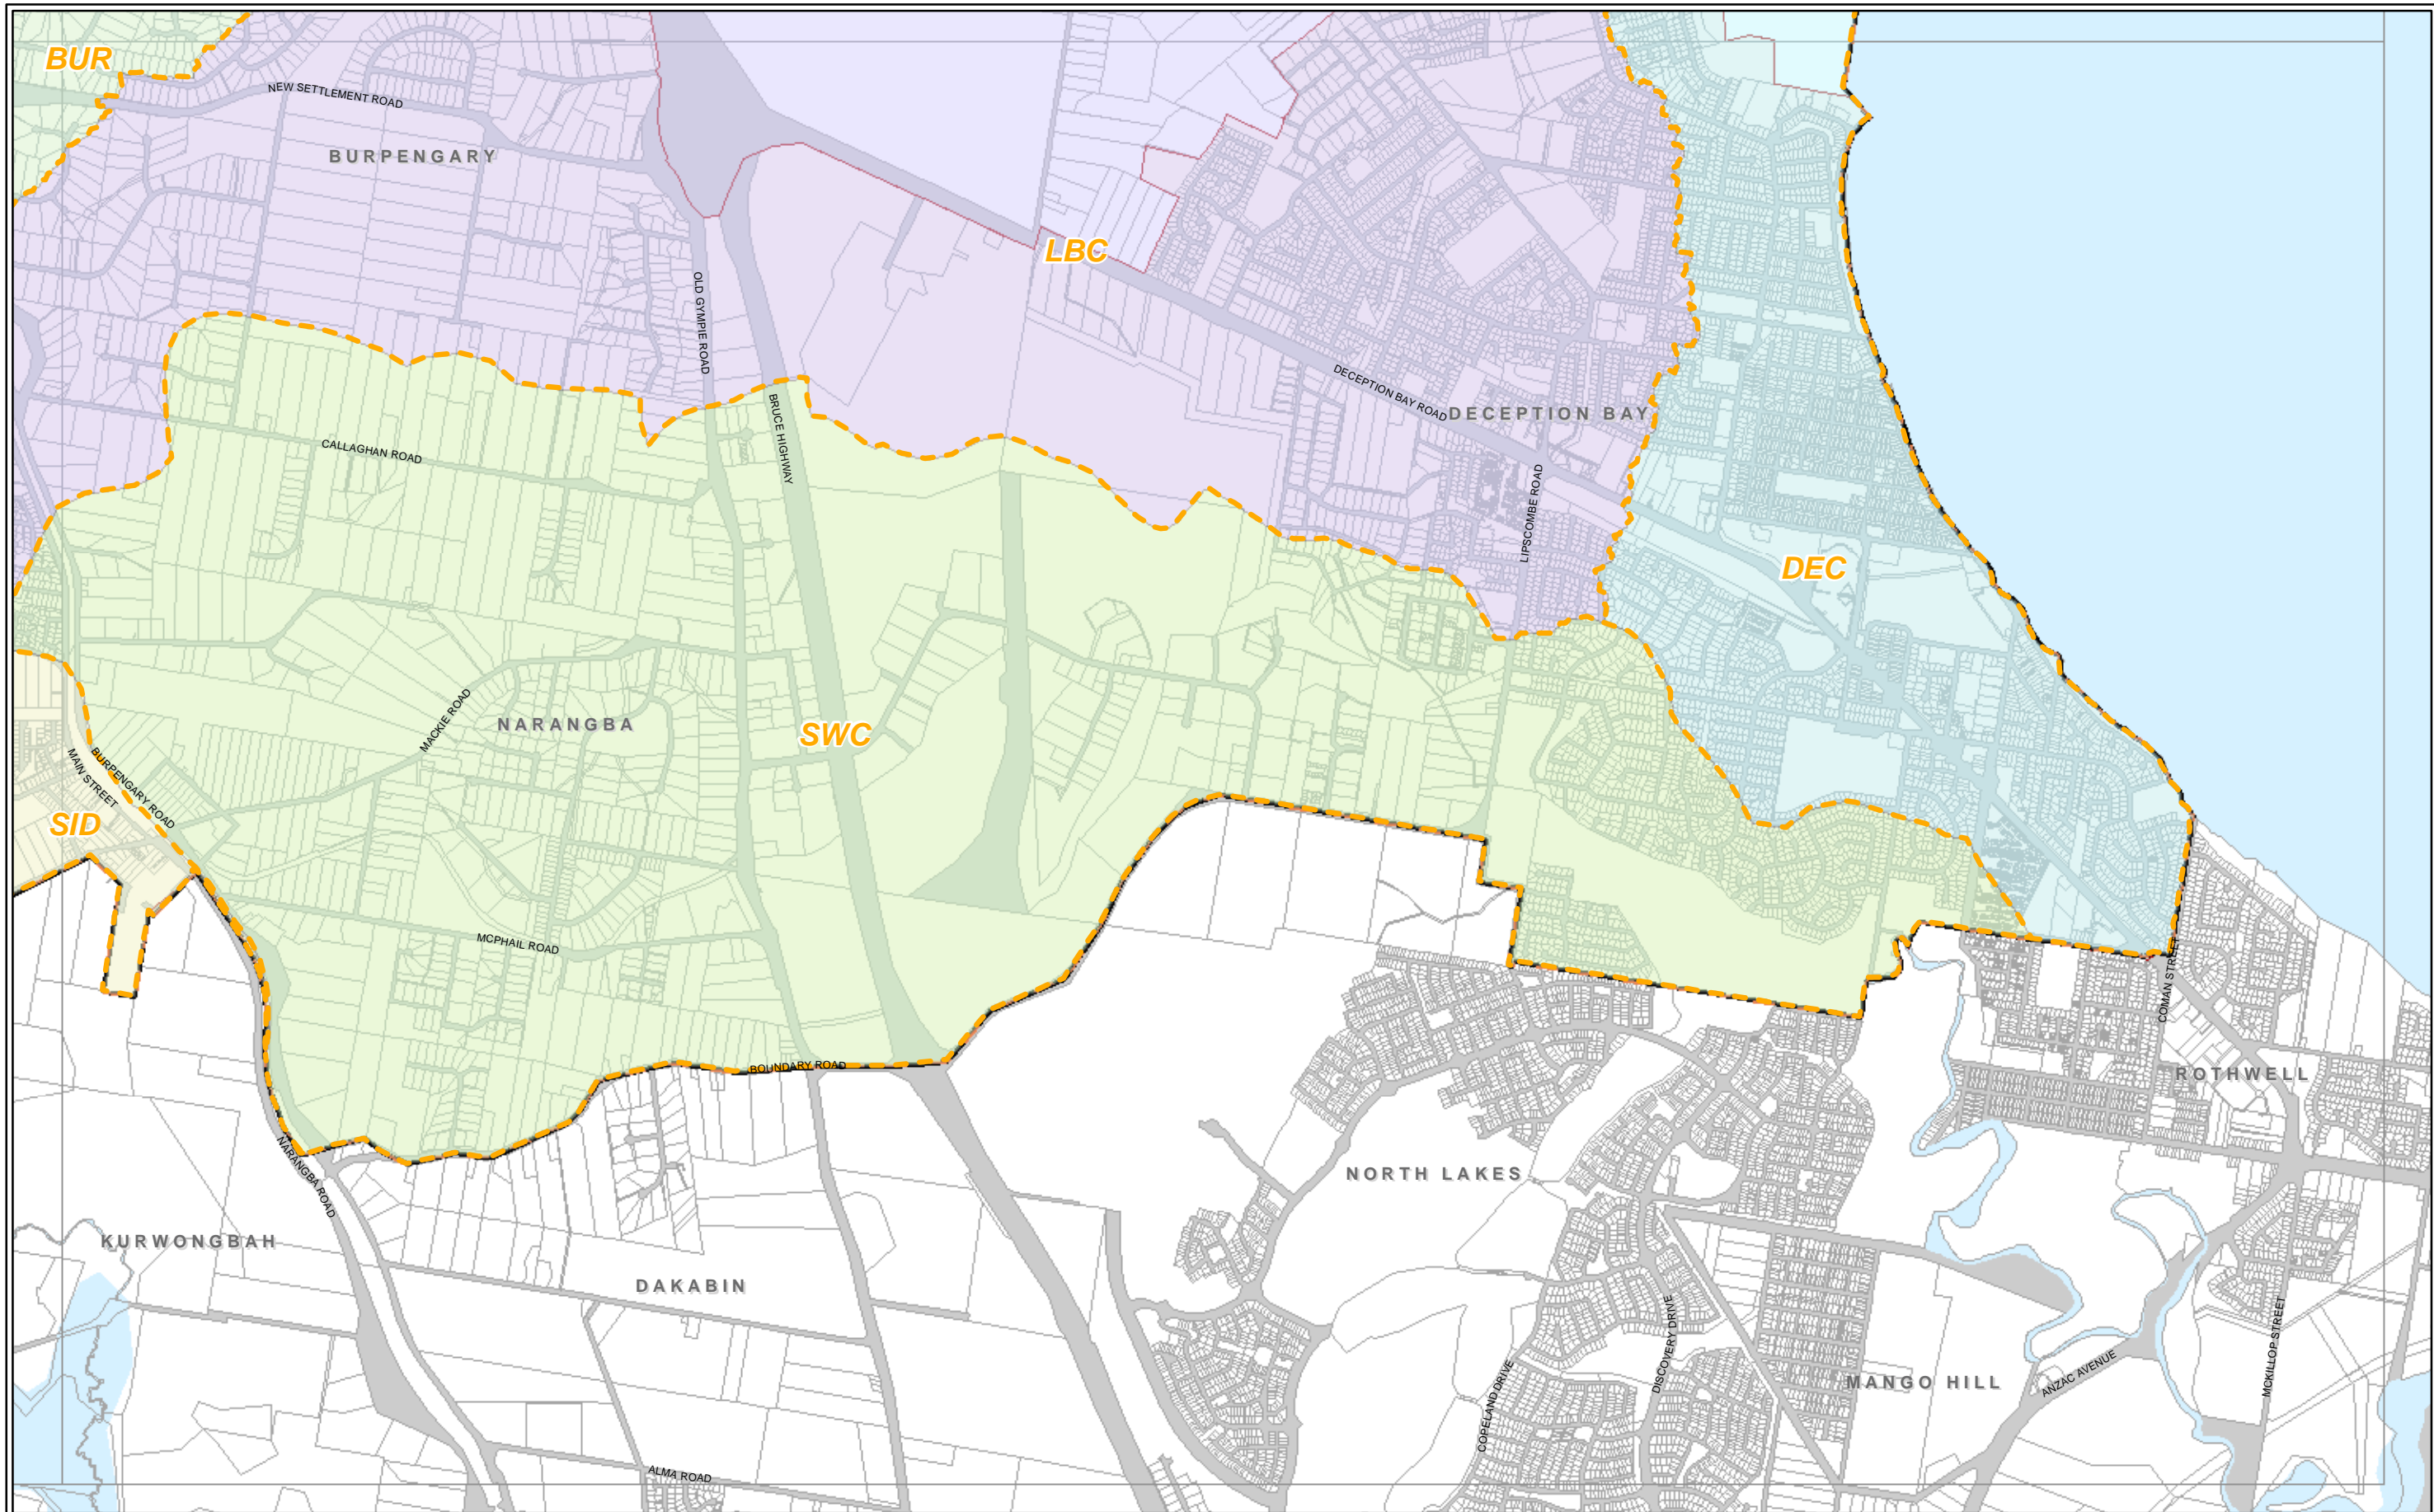 BUR
NEW SETTLEMENT ROAD
BURPENGARY
LBC
OLD GYMPIE ROAD
DECEPTION BAY ROAD
DECEPTION BAY
BRUCE HIGHWAY
CALLAGHAN ROAD
LIPSCOMBE ROAD
DEC
MACKIE ROAD
NARANGBA
SWC
MAIN STREET
BURPENGARY ROAD
SID
MCPHAIL ROAD
COMAN STREET
BOUNDARY ROAD
ROTHWELL
NARANGBA ROAD
NORTH LAKES
KURWONGBAH
DAKABIN
DISCOVERY DRIVE
MCKILLOP STREET
MANGO HILL
ANZAC AVENUE
COPELAND DRIVE
ALMA ROAD